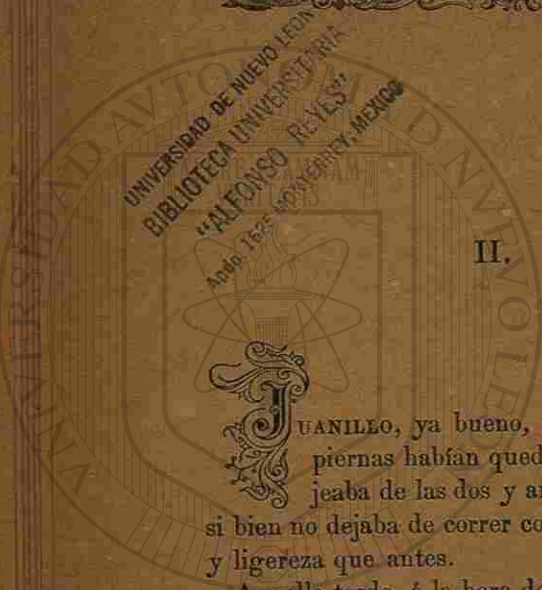 UNIVERSIDAD DE NUEVO LEON
BIBLIOTECA UNIVERSITARIA
"ALFONSO REYES"
Apdo. 1625 MONTERREY, MEXICO
II.
JUANILLO, ya bueno,
piernas habían qued
jeaba de las dos y an
si bien no dejaba de correr co
y ligereza que antes.